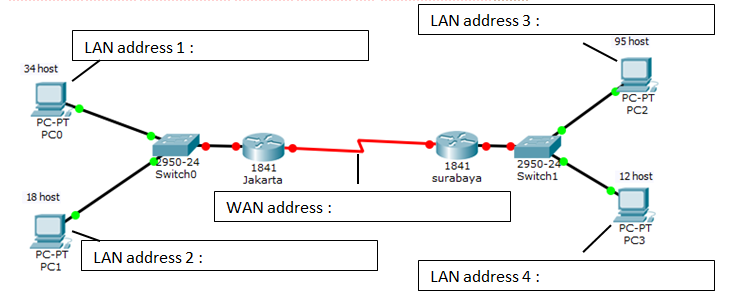 LAN address 1 :
LAN address 3 :
34 host
95 host
PC-PT
PC0
PC-PT
PC2
2950-24
Switch0
1841
Jakarta
1841
surabaya
2950-24
Switch1
18 host
12 host
WAN address :
PC-PT
PC1
PC-PT
PC3
LAN address 2 :
LAN address 4 :